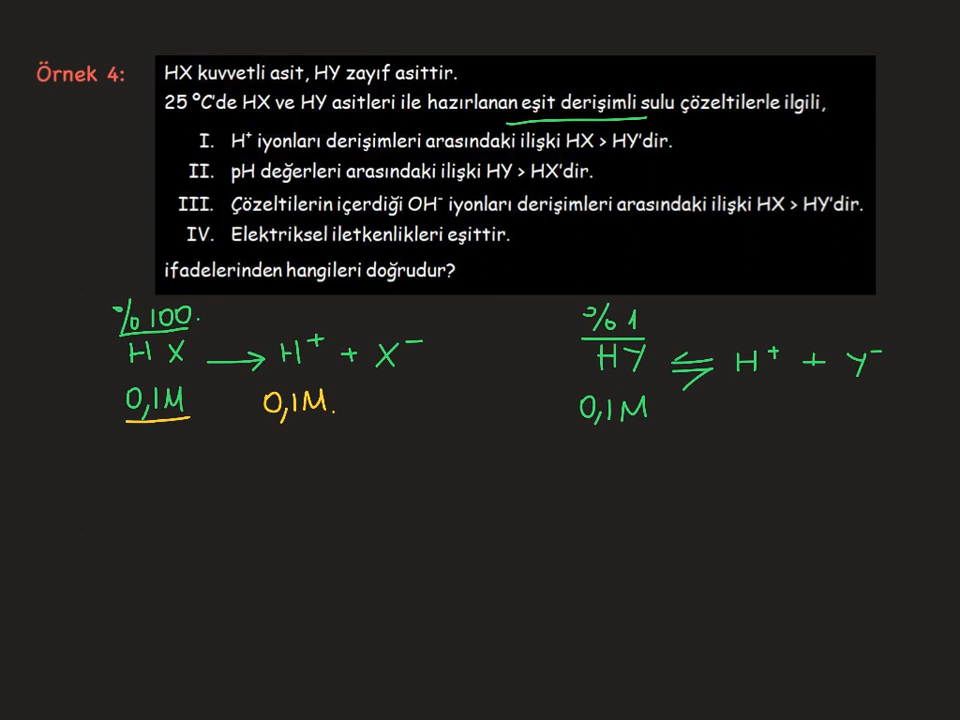 Örnek 4:
HX kuvvetli asit, HY zayıf asittir.
25 °C'de HX ve HY asitleri ile hazırlanan eşit derişimli sulu çözeltilerle ilgili,
I. H⁺ iyonları derişimleri arasındaki ilişki HX > HY'dir.
II. pH değerleri arasındaki ilişki HY > HX'dir.
III. Çözeltilerin içerdiği OH⁻ iyonları derişimleri arasındaki ilişki HX > HY'dir.
IV. Elektriksel iletkenlikleri eşittir.
ifadelerinden hangileri doğrudur?
% 100. % 1
HX → H⁺ + X⁻ HY ⇌ H⁺ + Y⁻
0,1M 0,1M. 0,1M